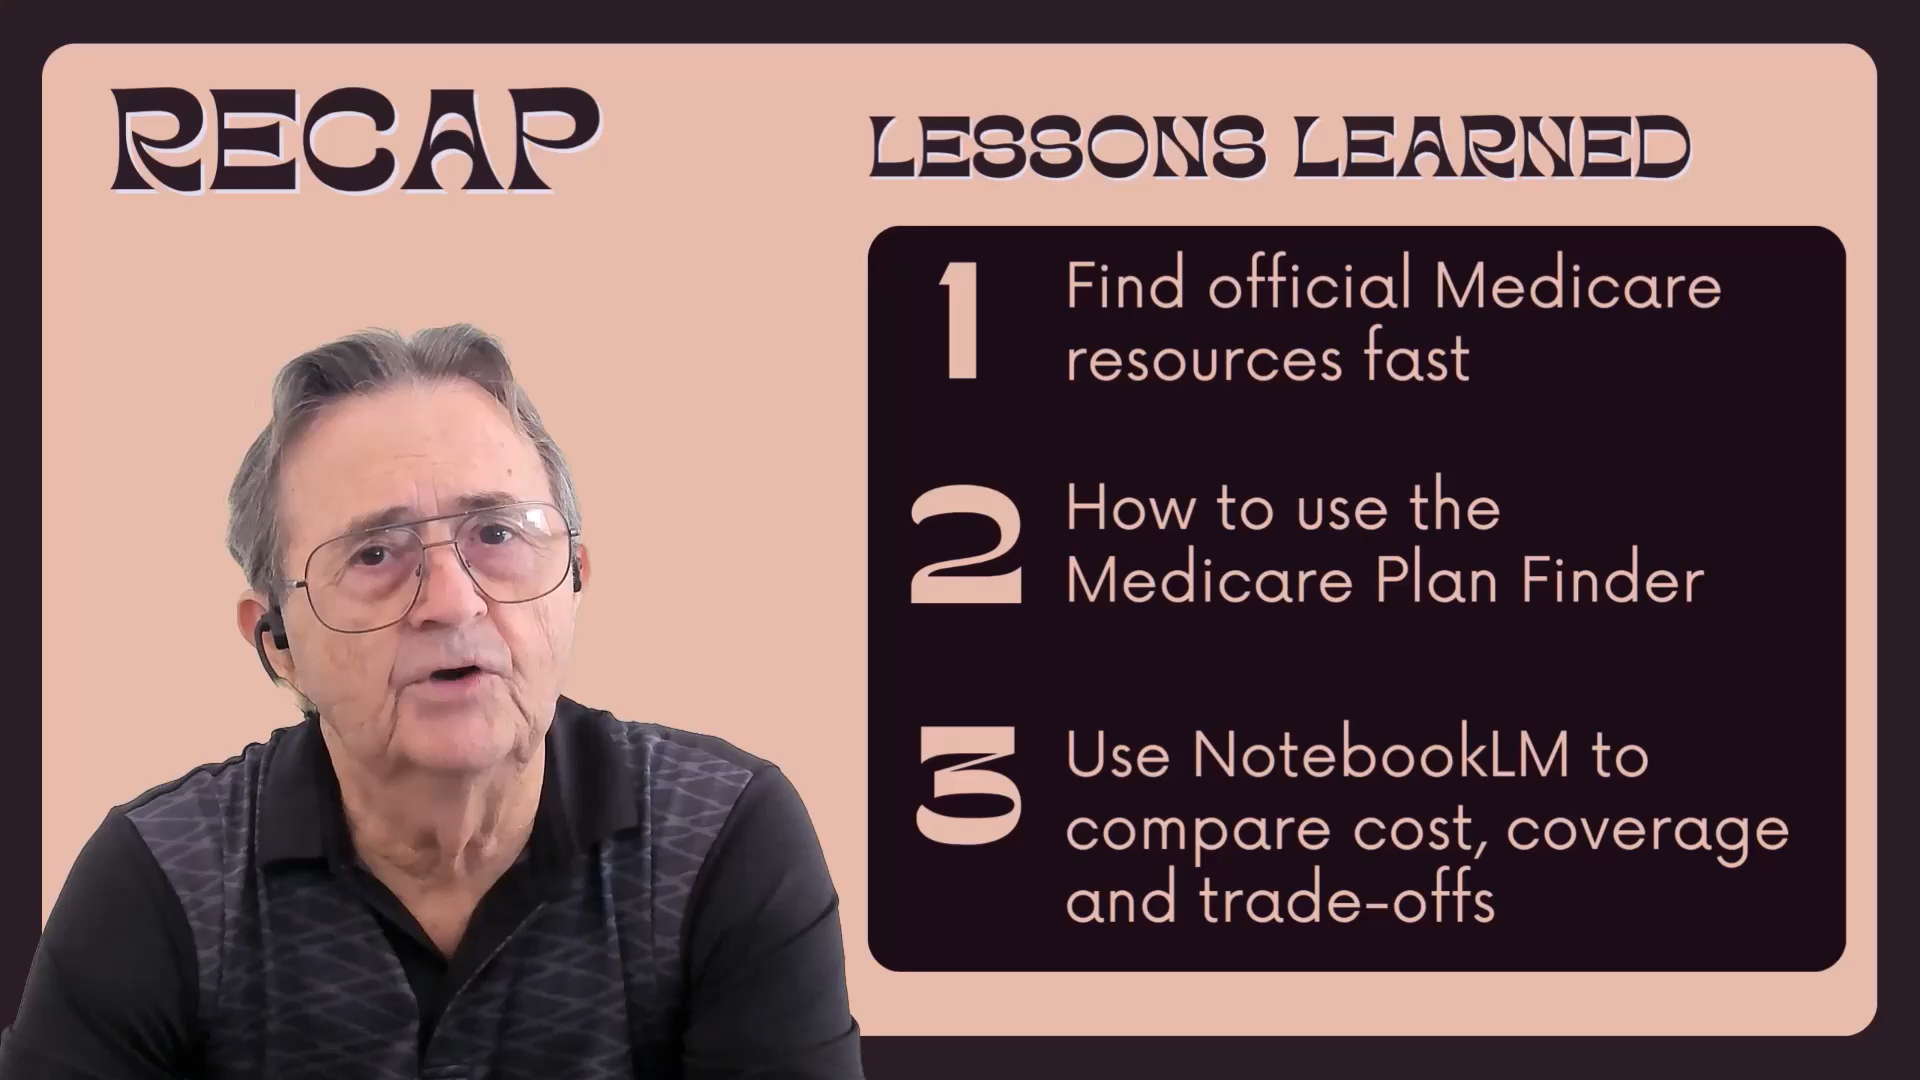 RECAP
LESSONS LEARNED
1
Find official Medicare
resources fast
2
How to use the
Medicare Plan Finder
3
Use NotebookLM to
compare cost, coverage
and trade-offs